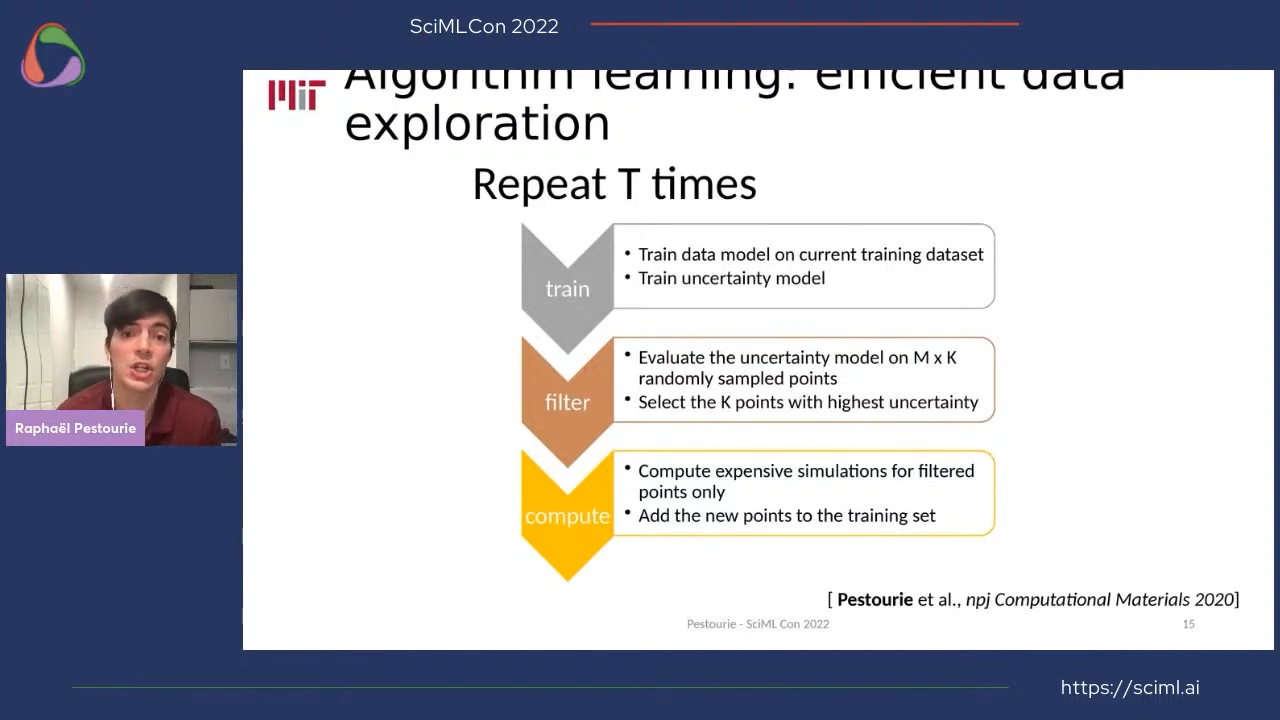 SciMLCon 2022
MIT
Algorithm learning: efficient data
exploration
Repeat T times
train
• Train data model on current training dataset
• Train uncertainty model
filter
• Evaluate the uncertainty model on M x K
randomly sampled points
• Select the K points with highest uncertainty
compute
• Compute expensive simulations for filtered
points only
• Add the new points to the training set
Raphaël Pestourie
[ Pestourie et al., npj Computational Materials 2020]
Pestourie - SciML Con 2022
15
https://sciml.ai